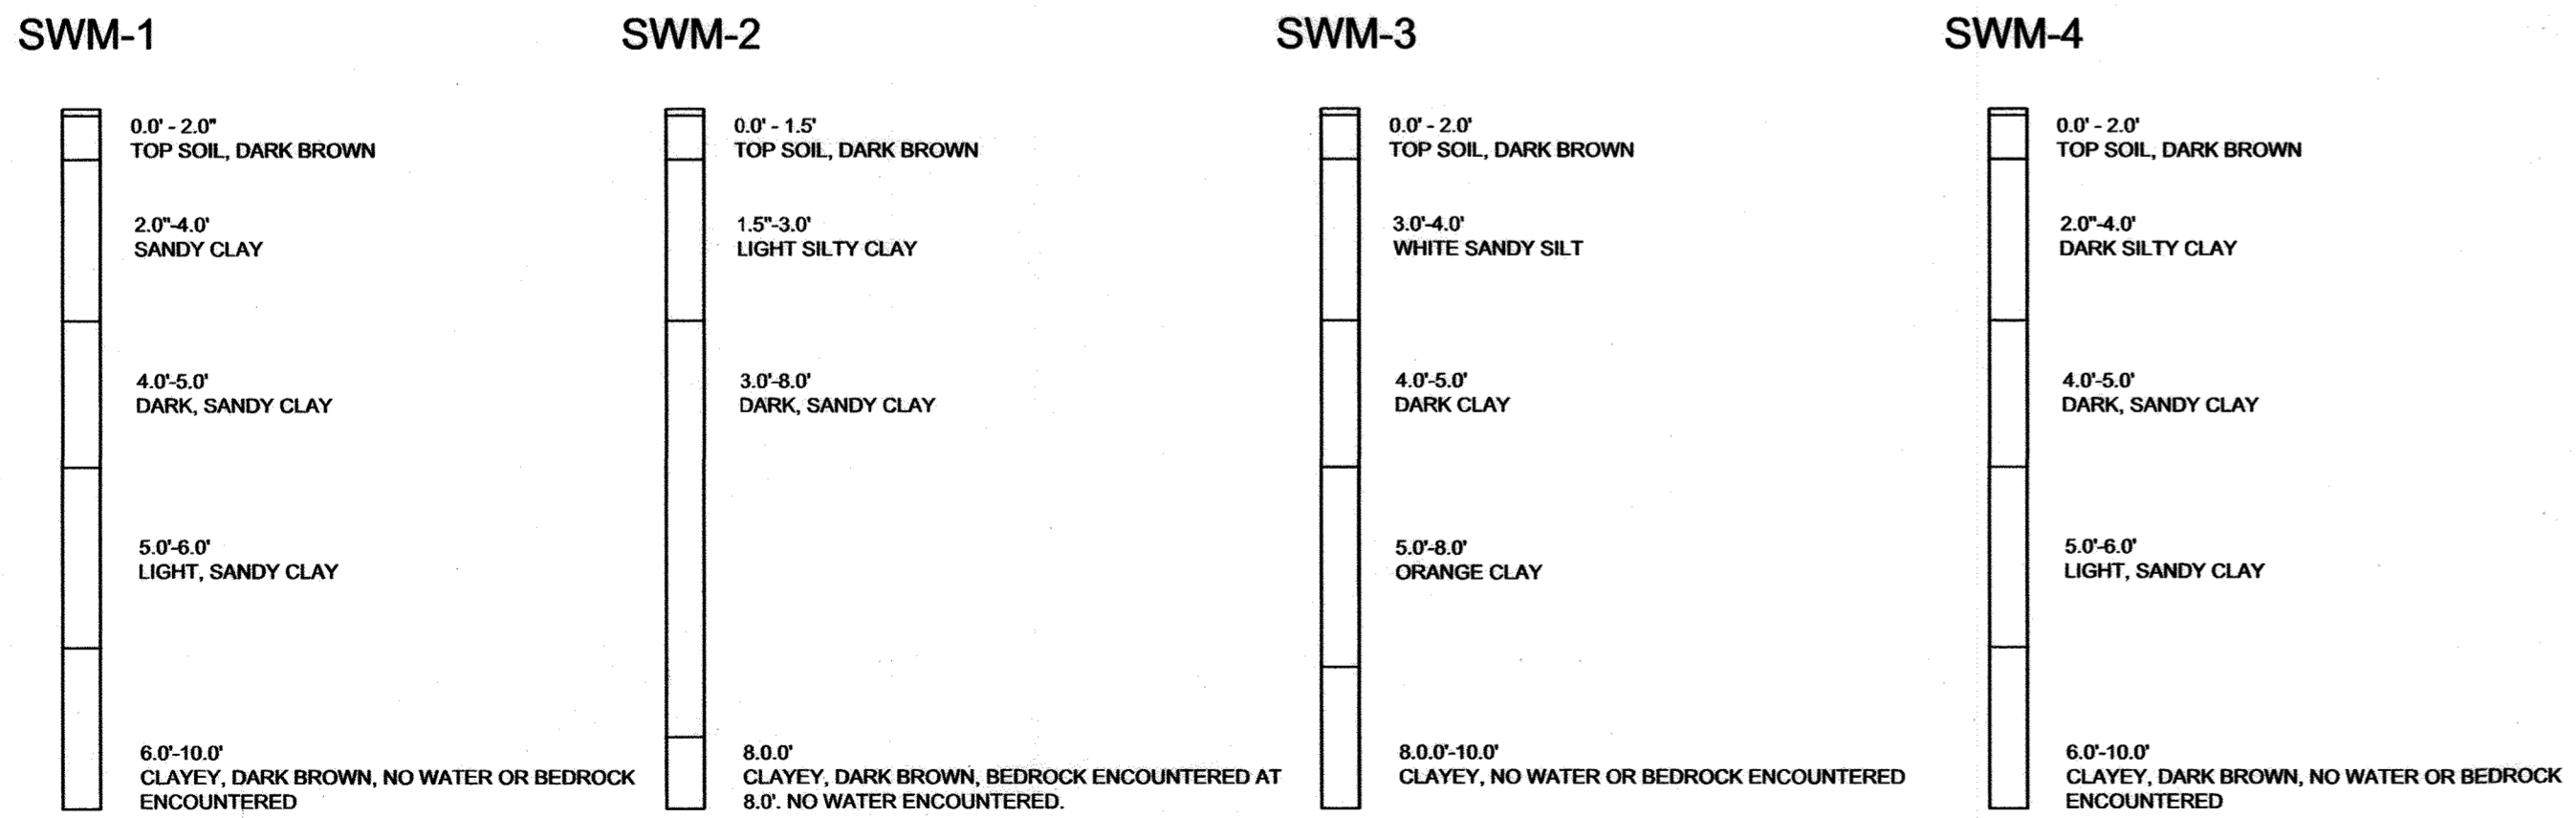 SWM-1
0.0' - 2.0"
TOP SOIL, DARK BROWN
2.0"-4.0'
SANDY CLAY
4.0'-5.0'
DARK, SANDY CLAY
5.0'-6.0'
LIGHT, SANDY CLAY
6.0'-10.0'
CLAYEY, DARK BROWN, NO WATER OR BEDROCK
ENCOUNTERED
SWM-2
0.0' - 1.5'
TOP SOIL, DARK BROWN
1.5"-3.0'
LIGHT SILTY CLAY
3.0'-8.0'
DARK, SANDY CLAY
8.0.0'
CLAYEY, DARK BROWN, BEDROCK ENCOUNTERED AT
8.0'. NO WATER ENCOUNTERED.
SWM-3
0.0' - 2.0'
TOP SOIL, DARK BROWN
3.0'-4.0'
WHITE SANDY SILT
4.0'-5.0'
DARK CLAY
5.0'-8.0'
ORANGE CLAY
8.0.0'-10.0'
CLAYEY, NO WATER OR BEDROCK ENCOUNTERED
SWM-4
0.0' - 2.0'
TOP SOIL, DARK BROWN
2.0"-4.0'
DARK SILTY CLAY
4.0'-5.0'
DARK, SANDY CLAY
5.0'-6.0'
LIGHT, SANDY CLAY
6.0'-10.0'
CLAYEY, DARK BROWN, NO WATER OR BEDROCK
ENCOUNTERED